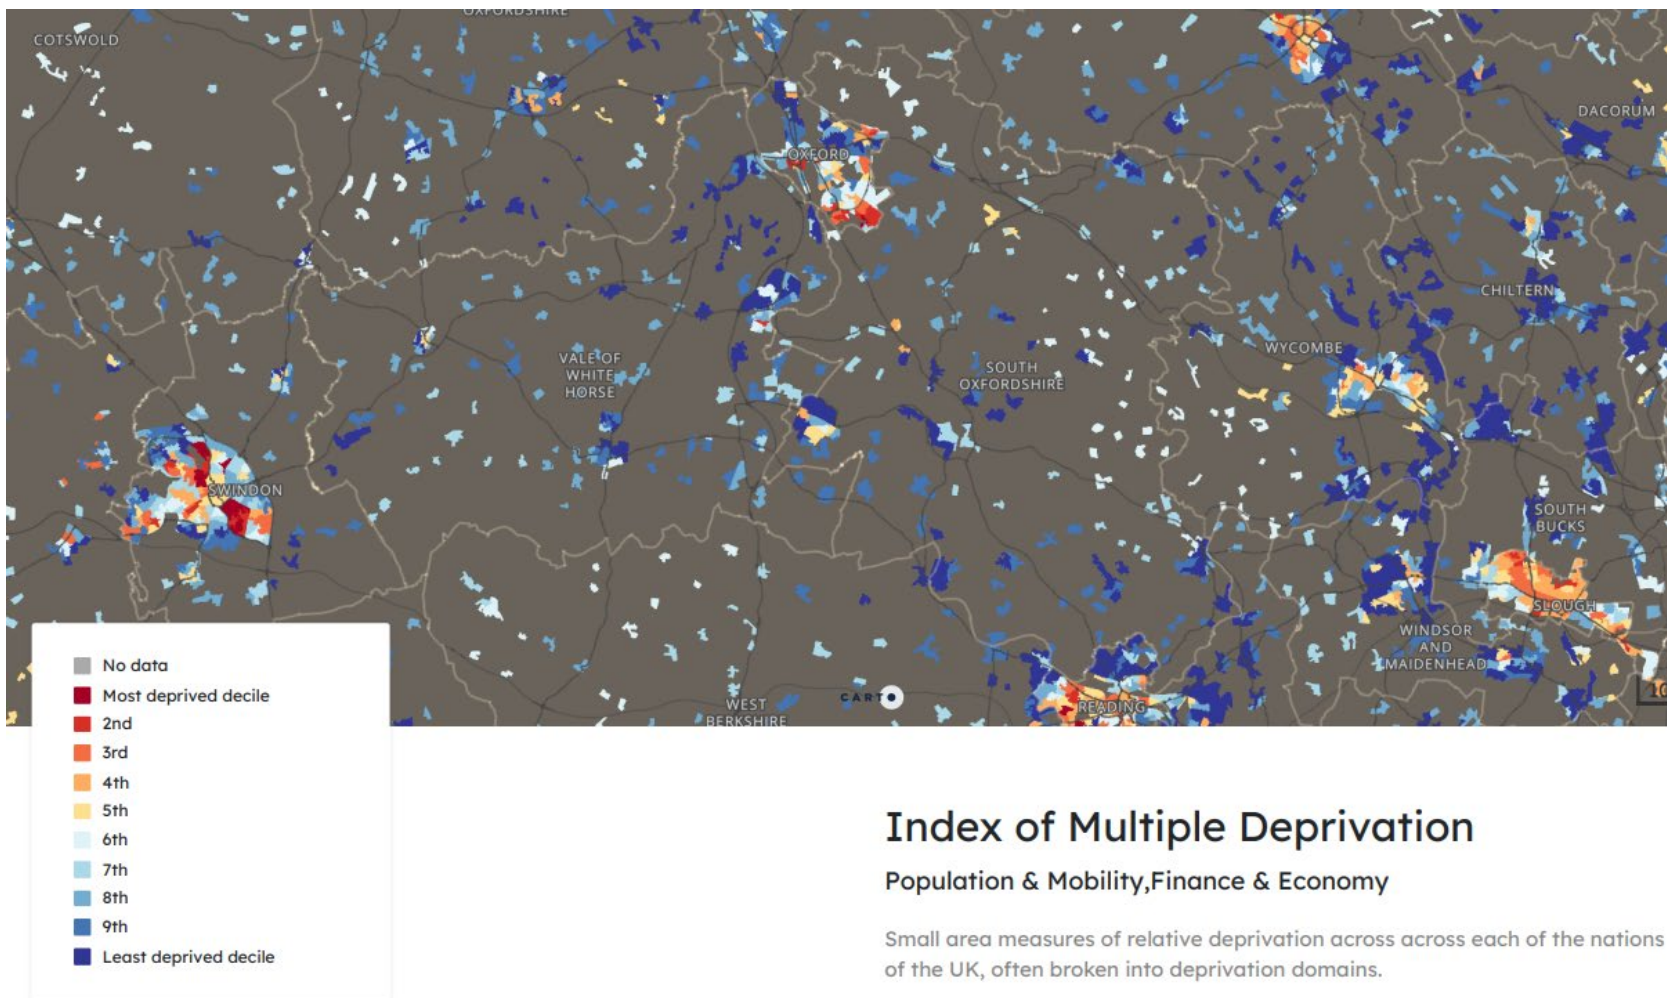 OXFORDSHIRE
COTSWOLD
DACORUM
OXFORD
CHILTERN
WYCOMBE
VALE OF
WHITE
HORSE
SOUTH
OXFORDSHIRE
SWINDON
SOUTH
BUCKS
SLOUGH
WINDSOR
AND
MAIDENHEAD
WEST
BERKSHIRE
CARTO
READING
10
No data
Most deprived decile
2nd
3rd
4th
5th
6th
7th
8th
9th
Least deprived decile
Index of Multiple Deprivation
Population & Mobility,Finance & Economy
Small area measures of relative deprivation across across each of the nations
of the UK, often broken into deprivation domains.